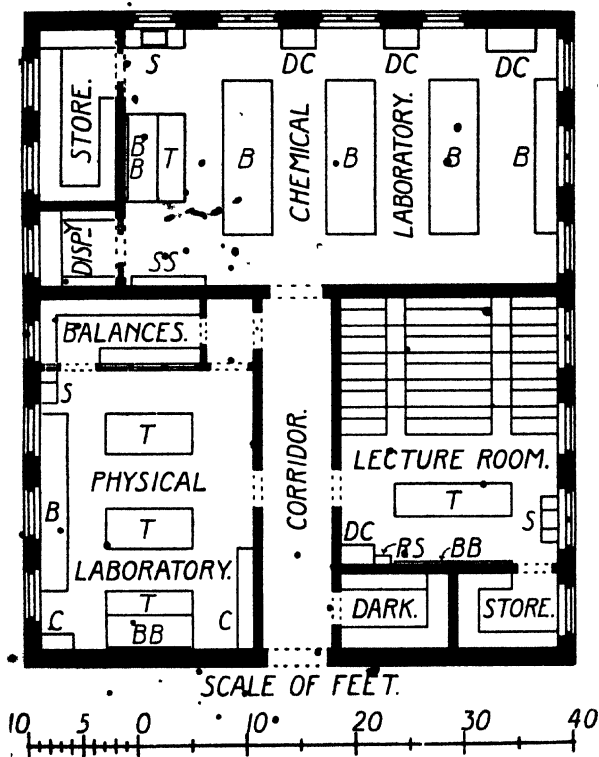 S
DC
DC
DC
STORE.
B
B
T
B
CHEMICAL
B
LABORATORY.
B
B
DISPY
SS
BALANCES.
S
T
PHYSICAL
B
T
LABORATORY.
C
T
BB
C
CORRIDOR.
LECTURE ROOM.
T
S
DC
RS
BB
DARK.
STORE.
SCALE OF FEET.
10 5 0 10 20 30 40